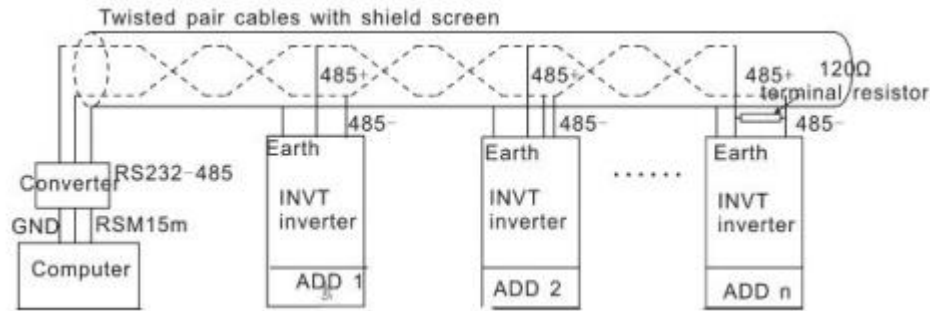 Twisted pair cables with shield screen
485+
485+
485+
120Ω
terminal resistor
485-
485-
485-
Earth
Earth
Earth
Converter
RS232-485
INVT
inverter
INVT
inverter
......
INVT
inverter
GND
RSM15m
Computer
ADD 1
ADD 2
ADD n